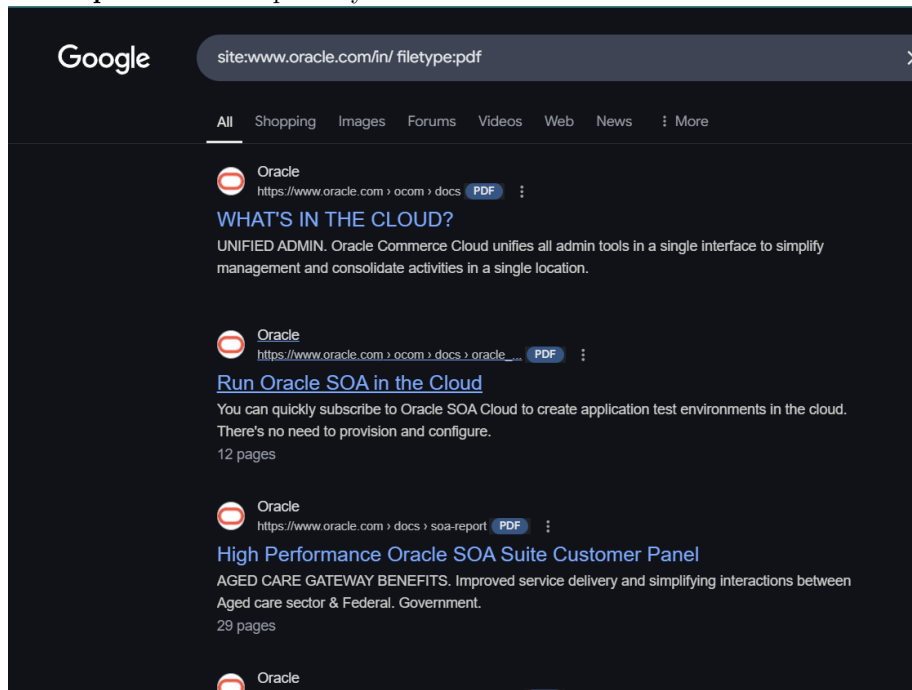 Google
site:www.oracle.com/in/ filetype:pdf
All Shopping Images Forums Videos Web News More
Oracle
https://www.oracle.com › ocom › docs PDF
WHAT'S IN THE CLOUD?
UNIFIED ADMIN. Oracle Commerce Cloud unifies all admin tools in a single interface to simplify
management and consolidate activities in a single location.
Oracle
https://www.oracle.com › ocom › docs › oracle_... PDF
Run Oracle SOA in the Cloud
You can quickly subscribe to Oracle SOA Cloud to create application test environments in the cloud.
There's no need to provision and configure.
12 pages
Oracle
https://www.oracle.com › docs › soa-report PDF
High Performance Oracle SOA Suite Customer Panel
AGED CARE GATEWAY BENEFITS. Improved service delivery and simplifying interactions between
Aged care sector & Federal. Government.
29 pages
Oracle